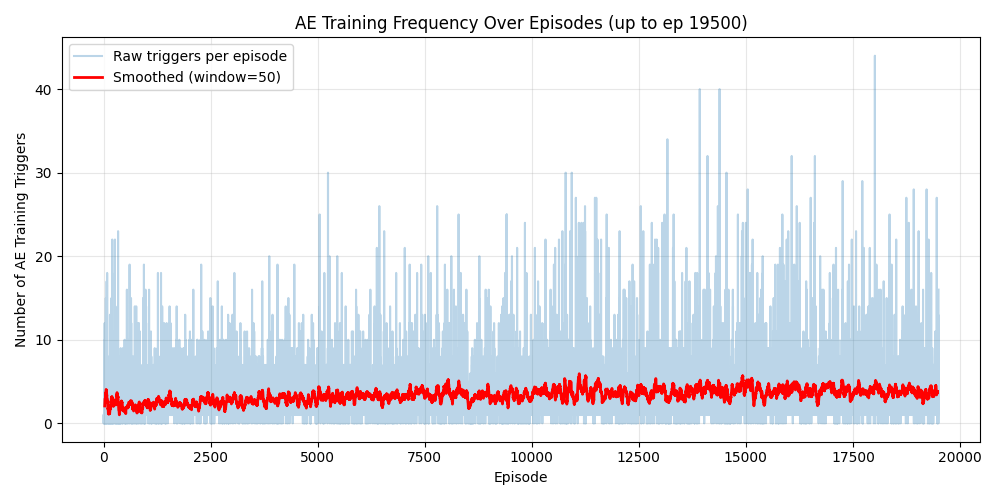 AE Training Frequency Over Episodes (up to ep 19500)
Raw triggers per episode
Smoothed (window=50)
Number of AE Training Triggers
40
30
20
10
0
0 2500 5000 7500 10000 12500 15000 17500 20000
Episode